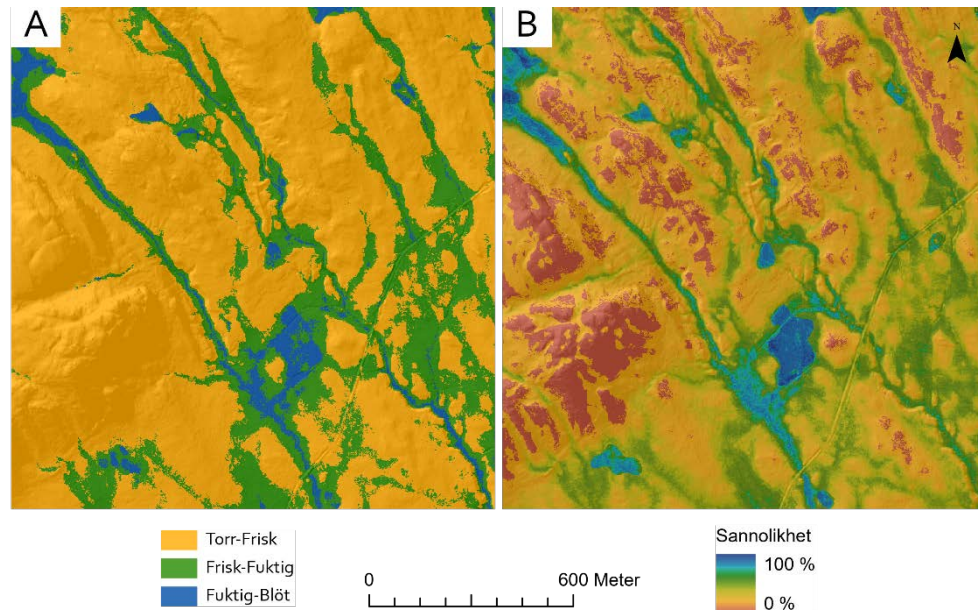 A
B
N
Torr-Frisk
Frisk-Fuktig
Fuktig-Blöt
0
600 Meter
Sannolikhet
100 %
0 %